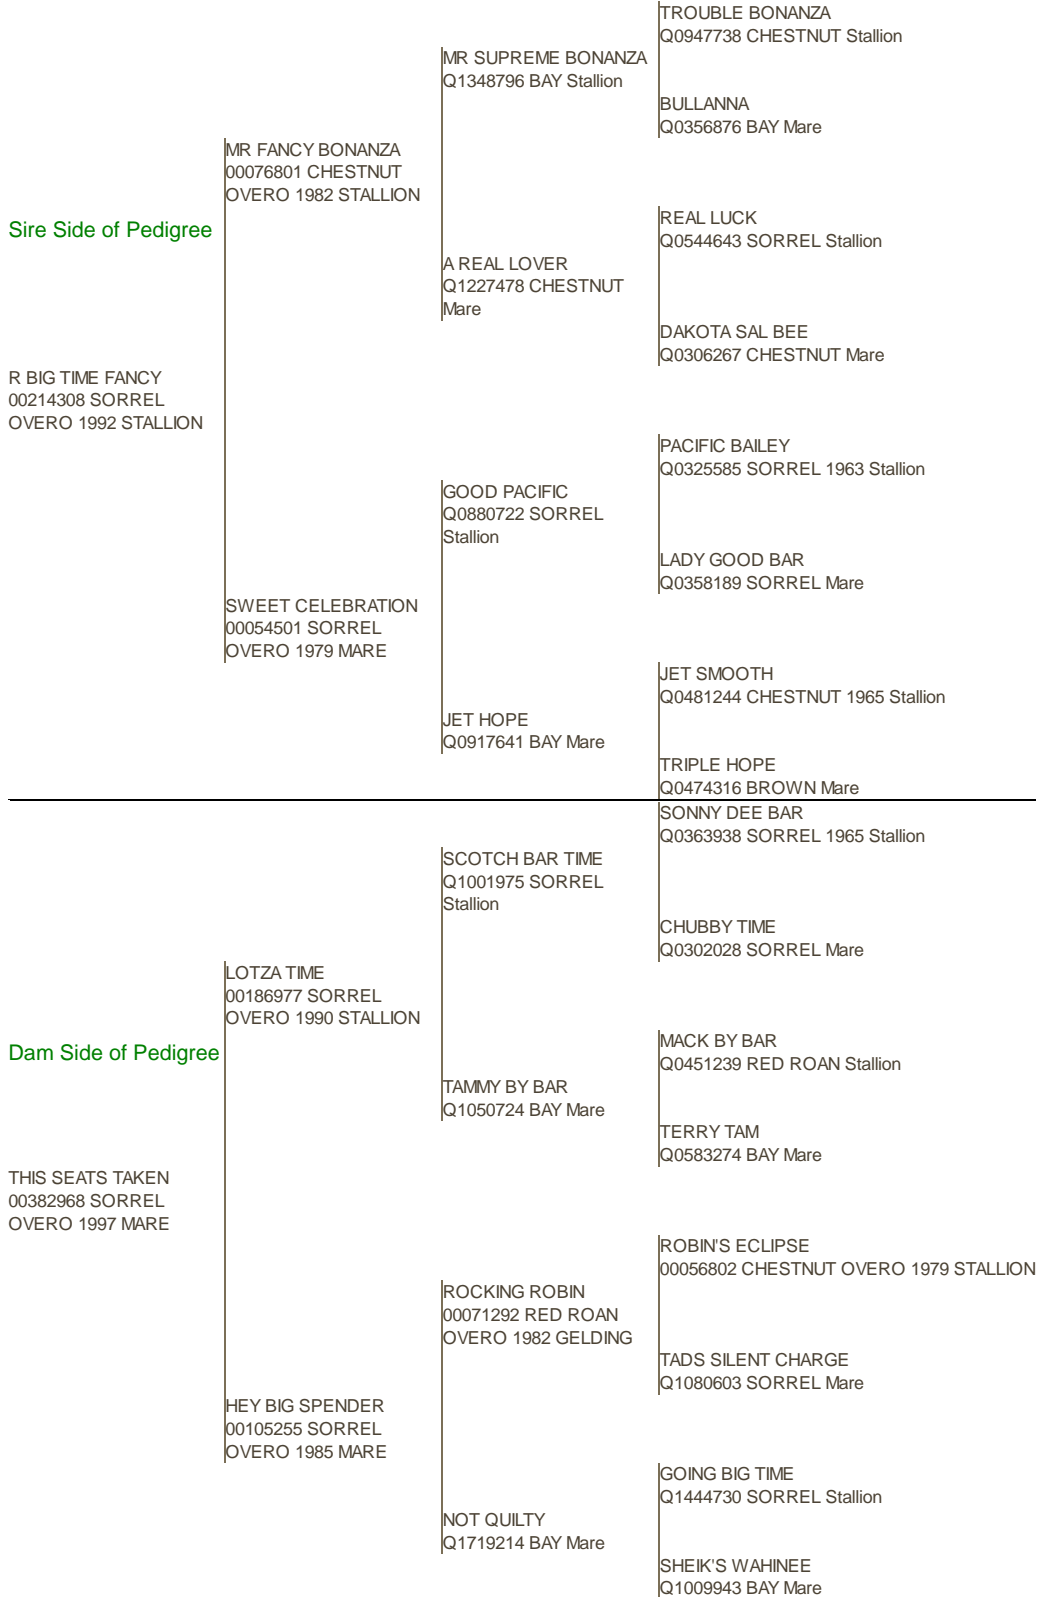 TROUBLE BONANZA
Q0947738 CHESTNUT Stallion
MR SUPREME BONANZA
Q1348796 BAY Stallion
BULLANNA
Q0356876 BAY Mare
MR FANCY BONANZA
00076801 CHESTNUT
OVERO 1982 STALLION
Sire Side of Pedigree
REAL LUCK
Q0544643 SORREL Stallion
A REAL LOVER
Q1227478 CHESTNUT
Mare
DAKOTA SAL BEE
Q0306267 CHESTNUT Mare
R BIG TIME FANCY
00214308 SORREL
OVERO 1992 STALLION
PACIFIC BAILEY
Q0325585 SORREL 1963 Stallion
GOOD PACIFIC
Q0880722 SORREL
Stallion
LADY GOOD BAR
Q0358189 SORREL Mare
SWEET CELEBRATION
00054501 SORREL
OVERO 1979 MARE
JET SMOOTH
Q0481244 CHESTNUT 1965 Stallion
JET HOPE
Q0917641 BAY Mare
TRIPLE HOPE
Q0474316 BROWN Mare
SONNY DEE BAR
Q0363938 SORREL 1965 Stallion
SCOTCH BAR TIME
Q1001975 SORREL
Stallion
CHUBBY TIME
Q0302028 SORREL Mare
LOTZA TIME
00186977 SORREL
OVERO 1990 STALLION
Dam Side of Pedigree
MACK BY BAR
Q0451239 RED ROAN Stallion
TAMMY BY BAR
Q1050724 BAY Mare
TERRY TAM
Q0583274 BAY Mare
THIS SEATS TAKEN
00382968 SORREL
OVERO 1997 MARE
ROBIN'S ECLIPSE
00056802 CHESTNUT OVERO 1979 STALLION
ROCKING ROBIN
00071292 RED ROAN
OVERO 1982 GELDING
TADS SILENT CHARGE
Q1080603 SORREL Mare
HEY BIG SPENDER
00105255 SORREL
OVERO 1985 MARE
GOING BIG TIME
Q1444730 SORREL Stallion
NOT QUILTY
Q1719214 BAY Mare
SHEIK'S WAHINEE
Q1009943 BAY Mare